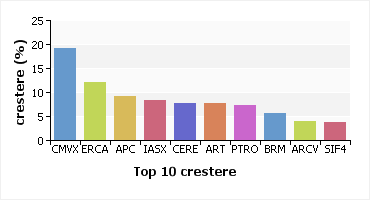 25
20
15
10
5
0
crestere (%)
CMVX ERCA APC IASX CERE ART PTRO BRM ARCV SIF4
Top 10 crestere